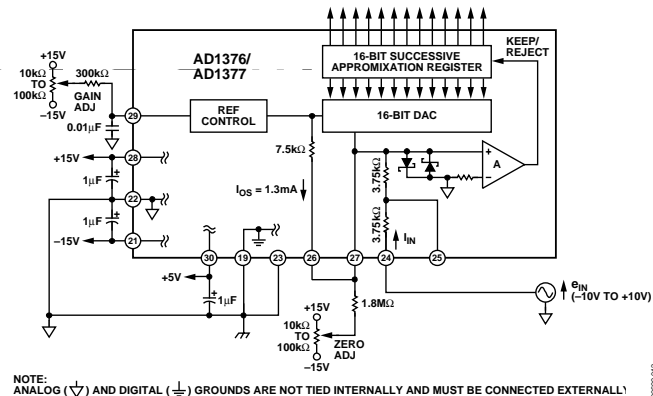 +15V
10kΩ
TO
100kΩ
–15V
300kΩ
GAIN
ADJ
0.01µF
29
AD1376/
AD1377
REF
CONTROL
16-BIT SUCCESSIVE
APPROMIXATION REGISTER
16-BIT DAC
KEEP/
REJECT
A
+
–
7.5kΩ
IOS = 1.3mA
3.75kΩ
3.75kΩ
IIN
+15V
28
1µF
+
22
1µF
+
–15V
21
30
19
23
26
27
24
25
+5V
+
1µF
1.8MΩ
+15V
10kΩ
TO
100kΩ
–15V
ZERO
ADJ
eIN
(–10V TO +10V)
NOTE:
ANALOG ( ) AND DIGITAL ( ) GROUNDS ARE NOT TIED INTERNALLY AND MUST BE CONNECTED EXTERNALLY